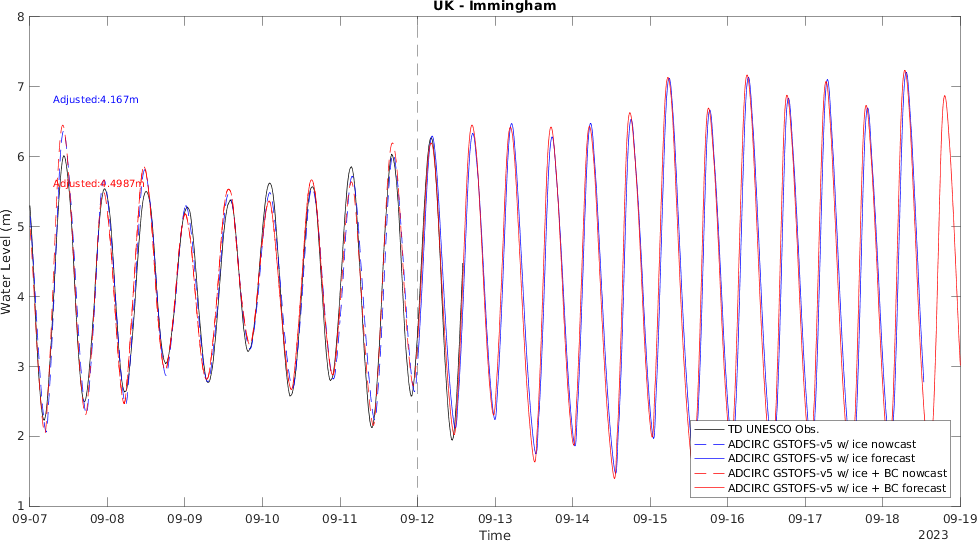 UK - Immingham
8
7
6
5
4
3
2
1
Water Level (m)
Adjusted:4.167m
Adjusted:4.4987m
TD UNESCO Obs.
ADCIRC GSTOFS-v5 w/ ice nowcast
ADCIRC GSTOFS-v5 w/ ice forecast
ADCIRC GSTOFS-v5 w/ ice + BC nowcast
ADCIRC GSTOFS-v5 w/ ice + BC forecast
09-07 09-08 09-09 09-10 09-11 09-12 09-13 09-14 09-15 09-16 09-17 09-18 09-19
Time
2023